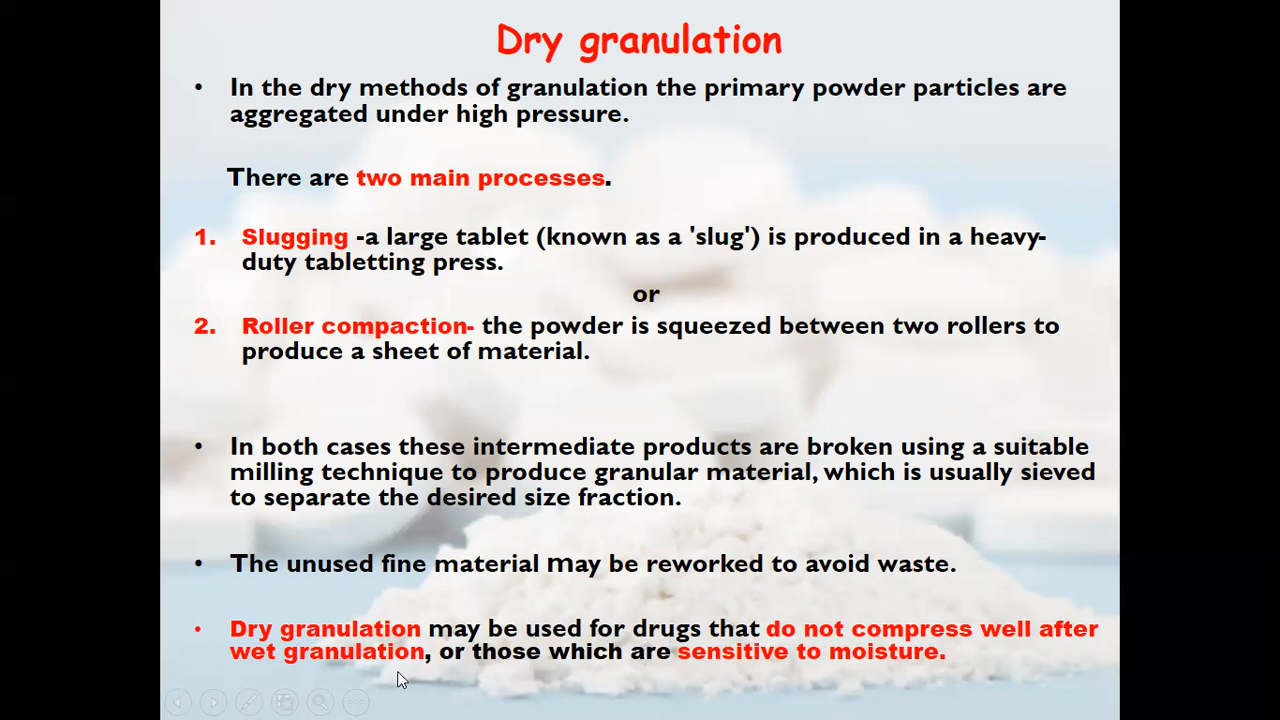 Dry granulation
• In the dry methods of granulation the primary powder particles are
aggregated under high pressure.
There are two main processes.
1. Slugging -a large tablet (known as a 'slug') is produced in a heavy-
duty tabletting press.
or
2. Roller compaction- the powder is squeezed between two rollers to
produce a sheet of material.
• In both cases these intermediate products are broken using a suitable
milling technique to produce granular material, which is usually sieved
to separate the desired size fraction.
• The unused fine material may be reworked to avoid waste.
• Dry granulation may be used for drugs that do not compress well after
wet granulation, or those which are sensitive to moisture.